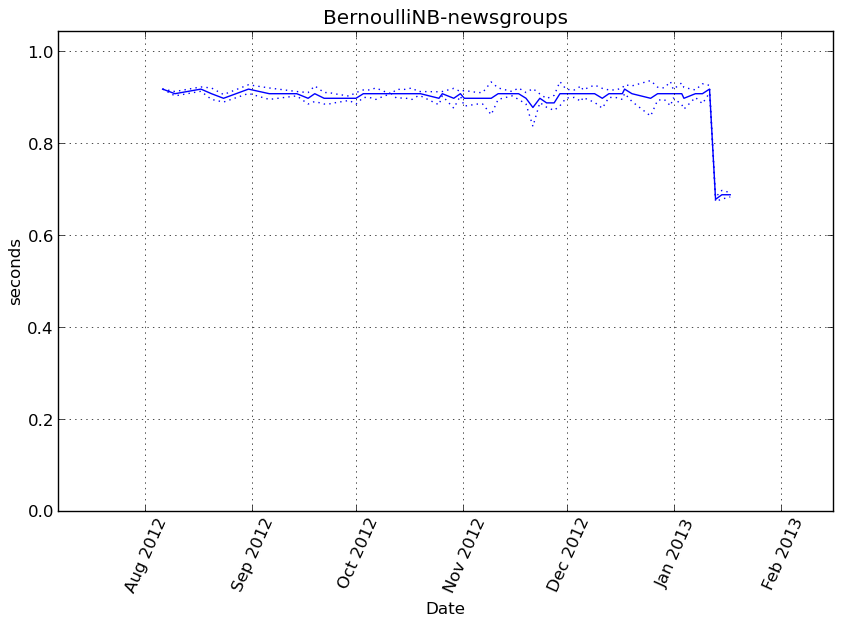 BernoulliNB-newsgroups
1.0
0.8
0.6
0.4
0.2
0.0
seconds
Aug 2012
Sep 2012
Oct 2012
Nov 2012
Dec 2012
Jan 2013
Feb 2013
Date